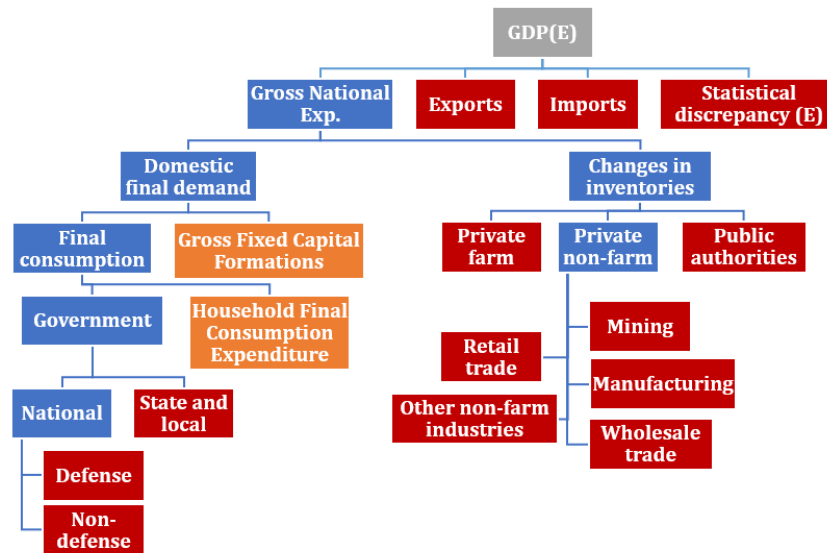 GDP(E)
Gross National
Exp.
Exports
Imports
Statistical
discrepancy (E)
Domestic
final demand
Changes in
inventories
Final
consumption
Gross Fixed Capital
Formations
Private
farm
Private
non-farm
Public
authorities
Government
Household Final
Consumption
Expenditure
Mining
Retail
trade
Manufacturing
National
State and
local
Other non-farm
industries
Wholesale
trade
Defense
Non-
defense